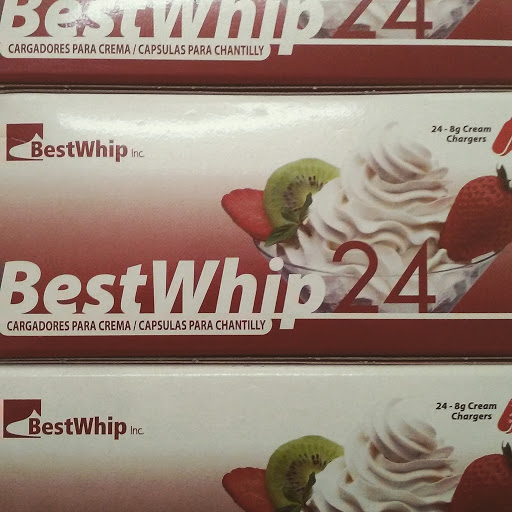 BestWhip 24
CARGADORES PARA CREMA / CAPSULAS PARA CHANTILLY
BestWhip Inc.
24 - 8g Cream
Chargers
BestWhip 24
CARGADORES PARA CREMA / CAPSULAS PARA CHANTILLY
BestWhip Inc.
24 - 8g Cream
Chargers